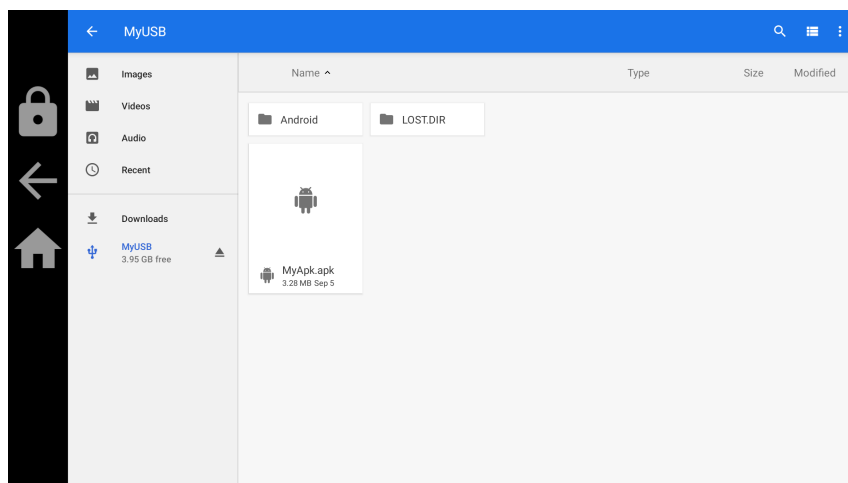 MyUSB
Images
Videos
Audio
Recent
Downloads
MyUSB
3.95 GB free
Name Type Size Modified
Android LOST.DIR
MyApk.apk
3.28 MB Sep 5